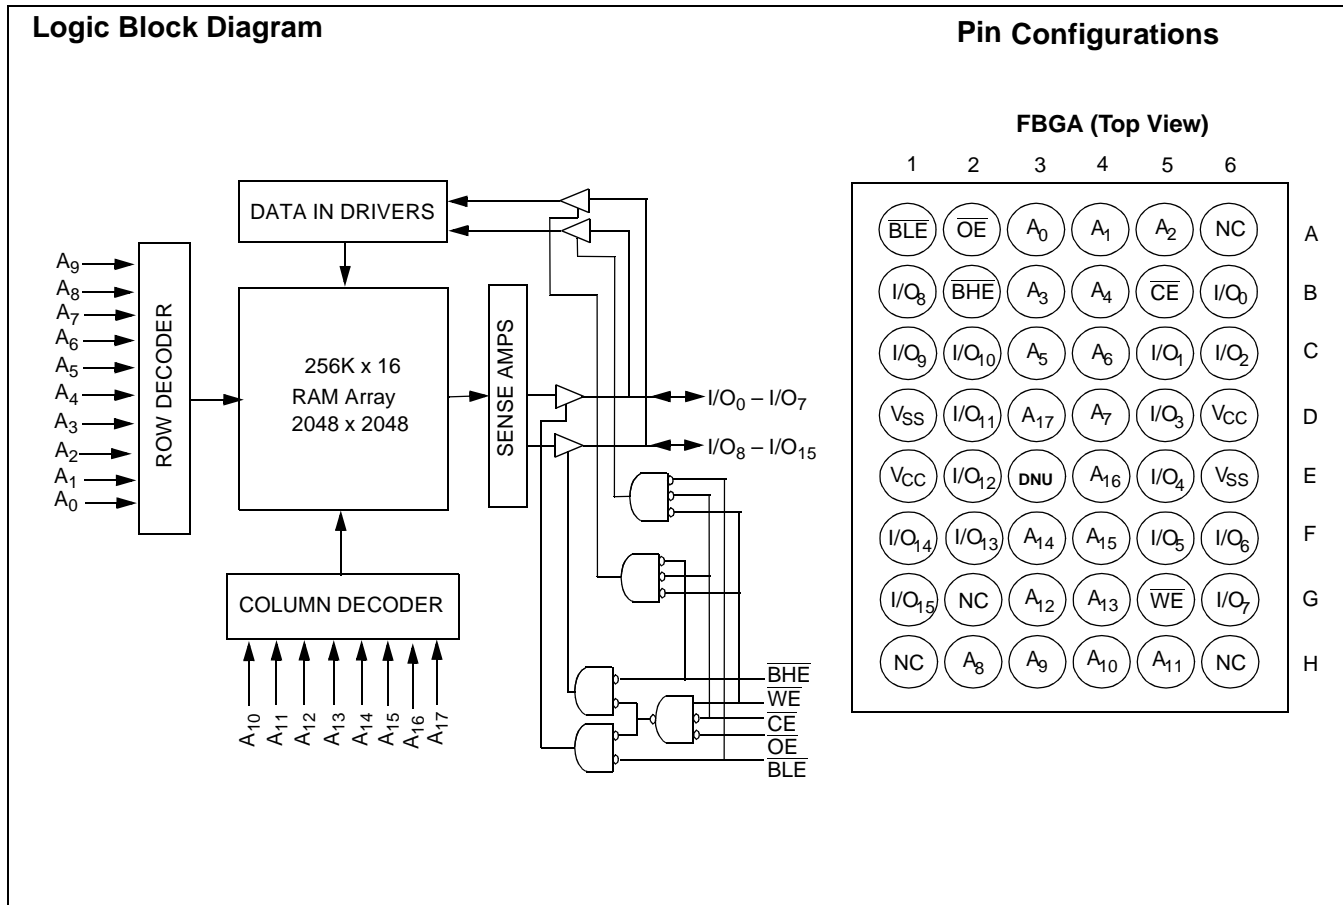 Logic Block Diagram
Pin Configurations
FBGA (Top View)
1 2 3 4 5 6
DATA IN DRIVERS
A9
A8
A7
A6
A5
A4
A3
A2
A1
A0
ROW DECODER
256K x 16
RAM Array
2048 x 2048
SENSE AMPS
I/O0 – I/O7
I/O8 – I/O15
COLUMN DECODER
A10
A11
A12
A13
A14
A15
A16
A17
BHE
WE
CE
OE
BLE
BLE OE A0 A1 A2 NC A
I/O8 BHE A3 A4 CE I/O0 B
I/O9 I/O10 A5 A6 I/O1 I/O2 C
VSS I/O11 A17 A7 I/O3 VCC D
VCC I/O12 DNU A16 I/O4 VSS E
I/O14 I/O13 A14 A15 I/O5 I/O6 F
I/O15 NC A12 A13 WE I/O7 G
NC A8 A9 A10 A11 NC H